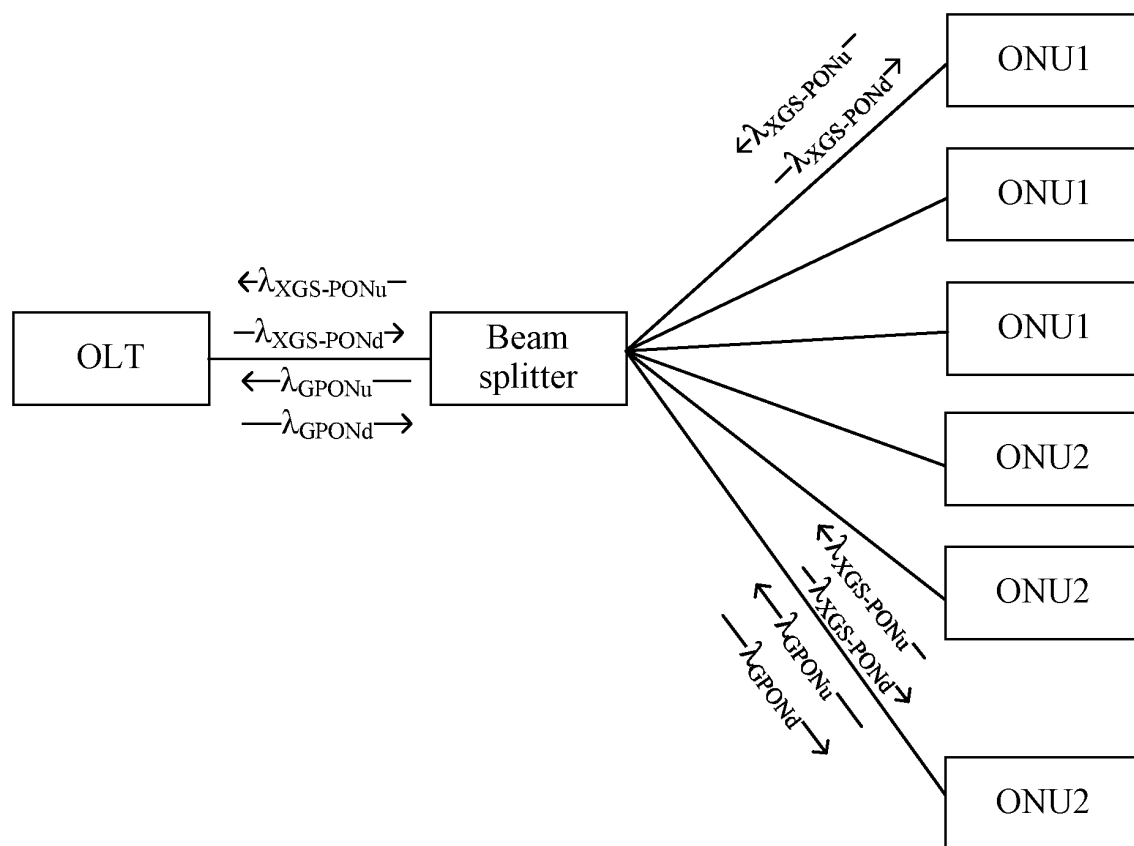 ONU1
←λXGS-PONu–
–λXGS-PONd→
ONU1
←λXGS-PONu–
–λXGS-PONd→
OLT
Beam
splitter
ONU1
←λGPONu—
—λGPONd→
ONU2
ONU2
←λXGS-PONu–
–λXGS-PONd→
←λGPONu—
—λGPONd→
ONU2